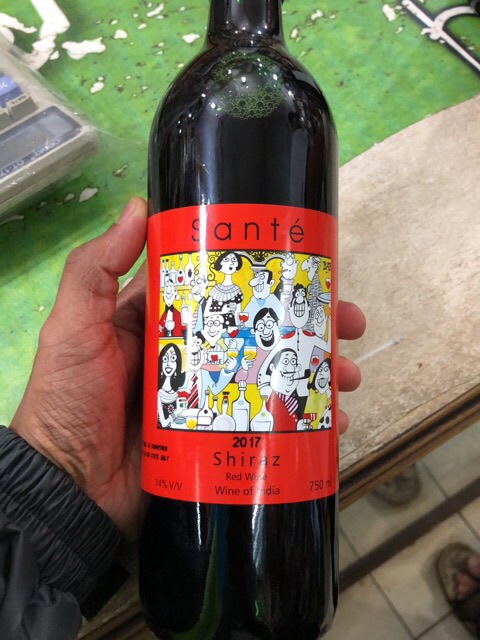 Santé
2017
Shiraz
Red Wine
14% V/V
Wine of India
750 ml